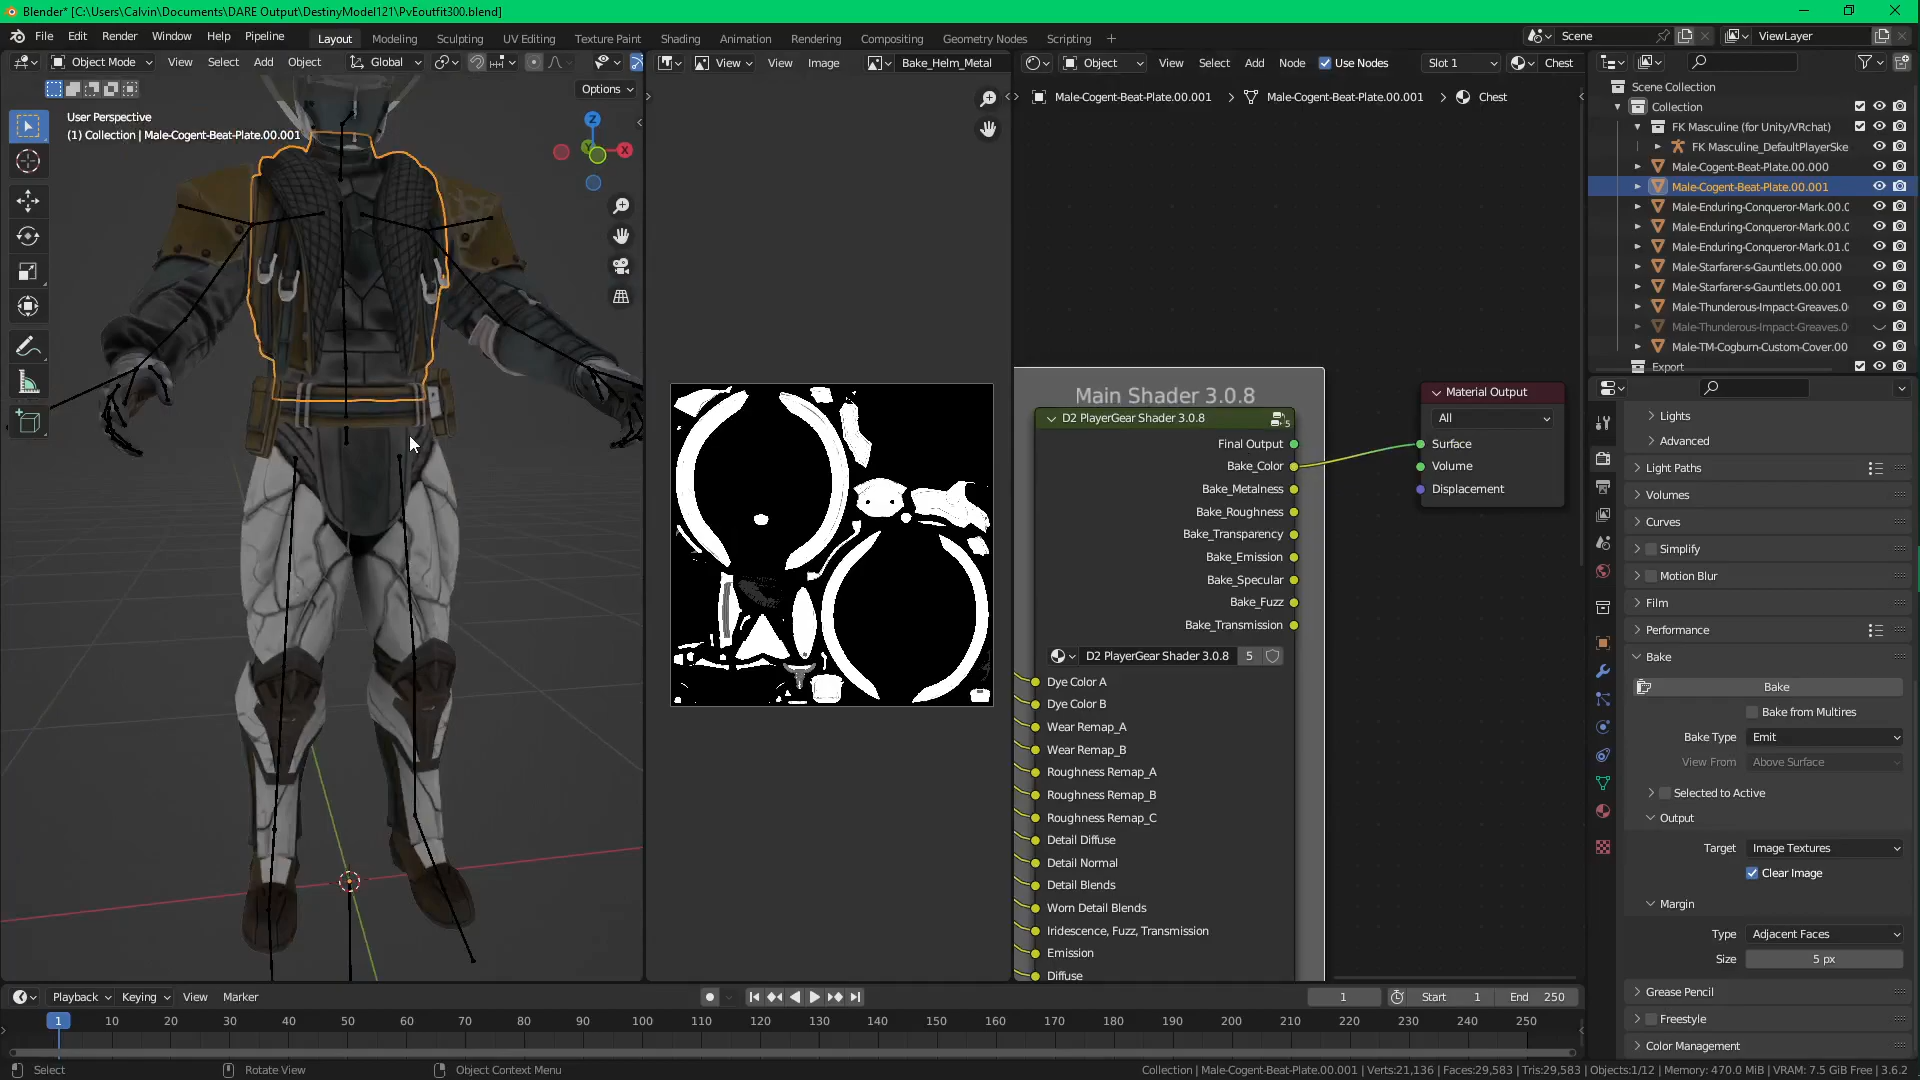 Blender* [C:\Users\Calvin\Documents\DARE Output\DestinyModel121\PvEoutfit300.blend]
File Edit Render Window Help Pipeline
Layout Modeling Sculpting UV Editing Texture Paint Shading Animation Rendering Compositing Geometry Nodes Scripting +
Scene
ViewLayer
Object Mode View Select Add Object Global
Options
User Perspective
(1) Collection | Male-Cogent-Beat-Plate.00.001
Z
X
Y
View View Image Bake_Helm_Metal
Object View Select Add Node Use Nodes Slot 1 Chest
Male-Cogent-Beat-Plate.00.001 Male-Cogent-Beat-Plate.00.001 Chest
Main Shader 3.0.8
D2 PlayerGear Shader 3.0.8
5
Final Output
Bake_Color
Bake_Metalness
Bake_Roughness
Bake_Transparency
Bake_Emission
Bake_Specular
Bake_Fuzz
Bake_Transmission
D2 PlayerGear Shader 3.0.8 5
Dye Color A
Dye Color B
Wear Remap_A
Wear Remap_B
Roughness Remap_A
Roughness Remap_B
Roughness Remap_C
Detail Diffuse
Detail Normal
Detail Blends
Worn Detail Blends
Iridescence, Fuzz, Transmission
Emission
Diffuse
Material Output
All
Surface
Volume
Displacement
Scene Collection
Collection
FK Masculine (for Unity/VRchat)
FK Masculine_DefaultPlayerSke
Male-Cogent-Beat-Plate.00.000
Male-Cogent-Beat-Plate.00.001
Male-Enduring-Conqueror-Mark.00.0
Male-Enduring-Conqueror-Mark.00.0
Male-Enduring-Conqueror-Mark.01.0
Male-Starfarer-s-Gauntlets.00.000
Male-Starfarer-s-Gauntlets.00.001
Male-Thunderous-Impact-Greaves.0
Male-Thunderous-Impact-Greaves.0
Male-TM-Cogburn-Custom-Cover.00
Export
Lights
Advanced
Light Paths
Volumes
Curves
Simplify
Motion Blur
Film
Performance
Bake
Bake
Bake from Multires
Bake Type Emit
View From Above Surface
Selected to Active
Output
Target Image Textures
Clear Image
Margin
Type Adjacent Faces
Size 5 px
Grease Pencil
Freestyle
Color Management
Playback Keying View Marker
1 Start 1 End 250
1 10 20 30 40 50 60 70 80 90 100 110 120 130 140 150 160 170 180 190 200 210 220 230 240 250
Select Rotate View Object Context Menu
Collection | Male-Cogent-Beat-Plate.00.001 | Verts:21,136 | Faces:29,583 | Tris:29,583 | Objects:1/12 | Memory: 470.0 MiB | VRAM: 7.5 GiB Free | 3.6.2